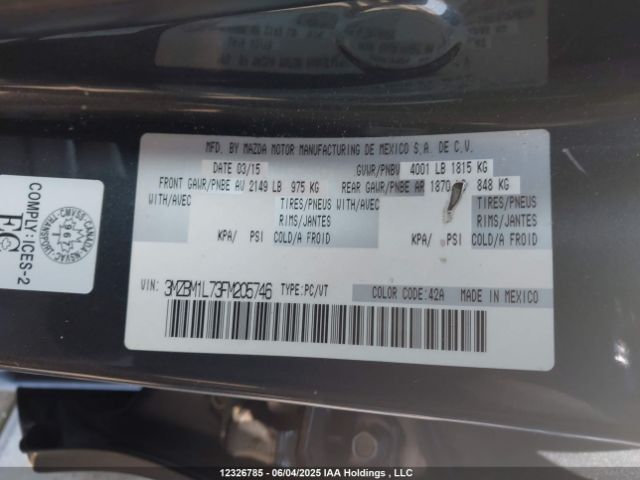 MFD. BY MAZDA MOTOR MANUFACTURING DE MEXICO S.A. DE C.V.
DATE 03/15 GVWR/PNBV 4001 LB 1815 KG
FRONT GAWR/PNBE AV 2149 LB 975 KG REAR GAWR/PNBE AR 1870 848 KG
WITH/AVEC TIRES/PNEUS WITH/AVEC TIRES/PNEUS
RIMS/JANTES RIMS/JANTES
KPA/ PSI COLD/A FROID KPA/ PSI COLD/A FROID
VIN: 3MZBM1L73FM205746 TYPE:PC/VT COLOR CODE:42A MADE IN MEXICO
COMPLY: ICES-2
12326785 - 06/04/2025 IAA Holdings , LLC